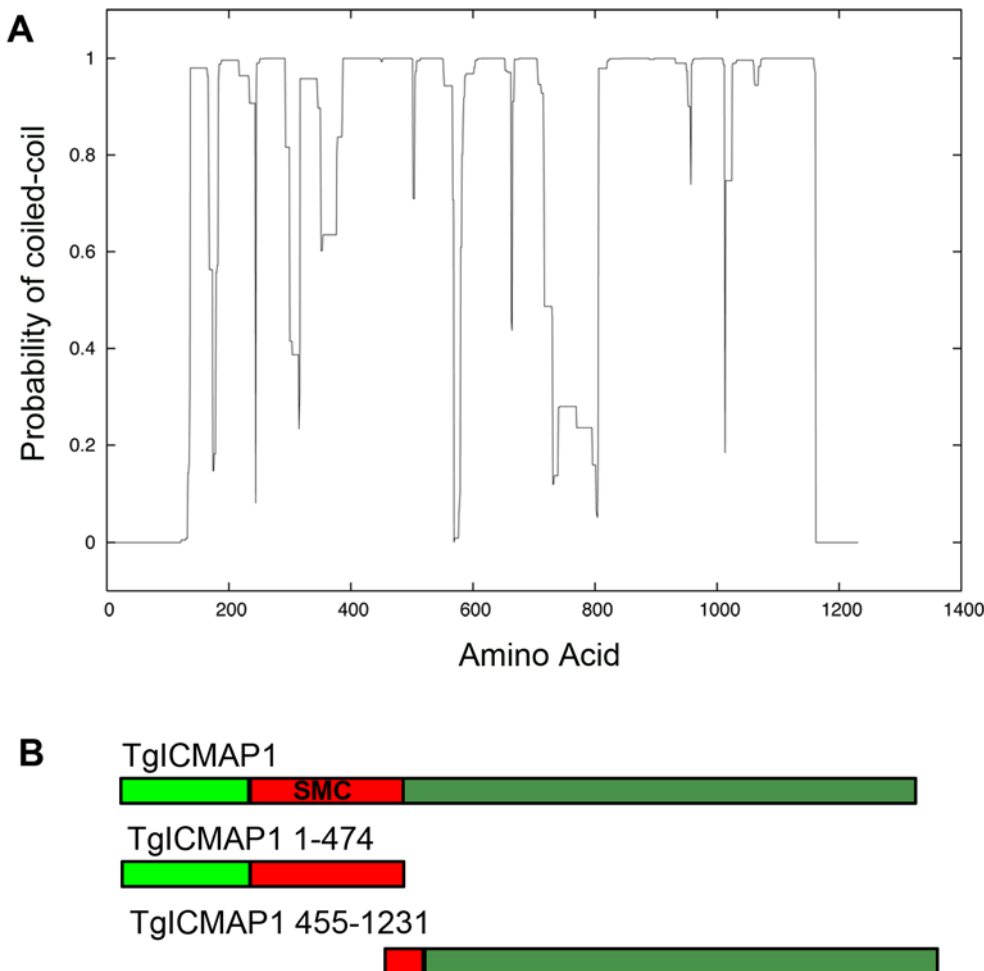 A
Probability of coiled-coil
1
0.8
0.6
0.4
0.2
0
0 200 400 600 800 1000 1200 1400
Amino Acid
B
TgICMAP1
SMC
TgICMAP1 1-474
TgICMAP1 455-1231